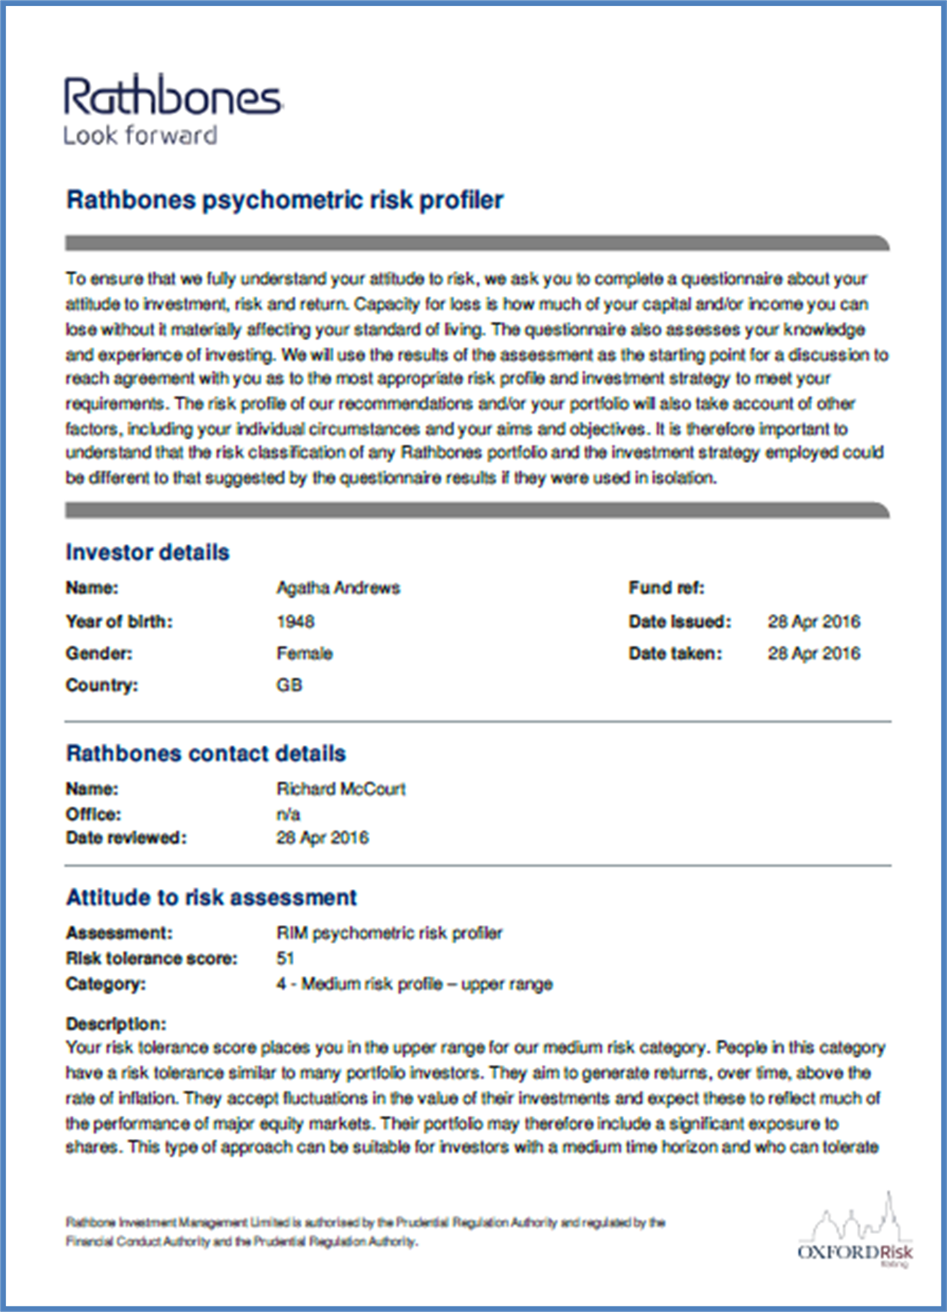 Rathbones
Look forward
Rathbones psychometric risk profiler
To ensure that we fully understand your attitude to risk, we ask you to complete a questionnaire about your
attitude to investment, risk and return. Capacity for loss is how much of your capital and/or income you can
lose without it materially affecting your standard of living. The questionnaire also assesses your knowledge
and experience of investing. We will use the results of the assessment as the starting point for a discussion to
reach agreement with you as to the most appropriate risk profile and investment strategy to meet your
requirements. The risk profile of our recommendations and/or your portfolio will also take account of other
factors, including your individual circumstances and your aims and objectives. It is therefore important to
understand that the risk classification of any Rathbones portfolio and the investment strategy employed could
be different to that suggested by the questionnaire results if they were used in isolation.
Investor details
Name: Agatha Andrews Fund ref:
Year of birth: 1948 Date issued: 28 Apr 2016
Gender: Female Date taken: 28 Apr 2016
Country: GB
Rathbones contact details
Name: Richard McCourt
Office: n/a
Date reviewed: 28 Apr 2016
Attitude to risk assessment
Assessment: RIM psychometric risk profiler
Risk tolerance score: 51
Category: 4 - Medium risk profile – upper range
Description:
Your risk tolerance score places you in the upper range for our medium risk category. People in this category
have a risk tolerance similar to many portfolio investors. They aim to generate returns, over time, above the
rate of inflation. They accept fluctuations in the value of their investments and expect these to reflect much of
the performance of major equity markets. Their portfolio may therefore include a significant exposure to
shares. This type of approach can be suitable for investors with a medium time horizon and who can tolerate
Rathbone Investment Management Limited is authorised by the Prudential Regulation Authority and regulated by the
Financial Conduct Authority and the Prudential Regulation Authority.
OXFORDRisk
Rating